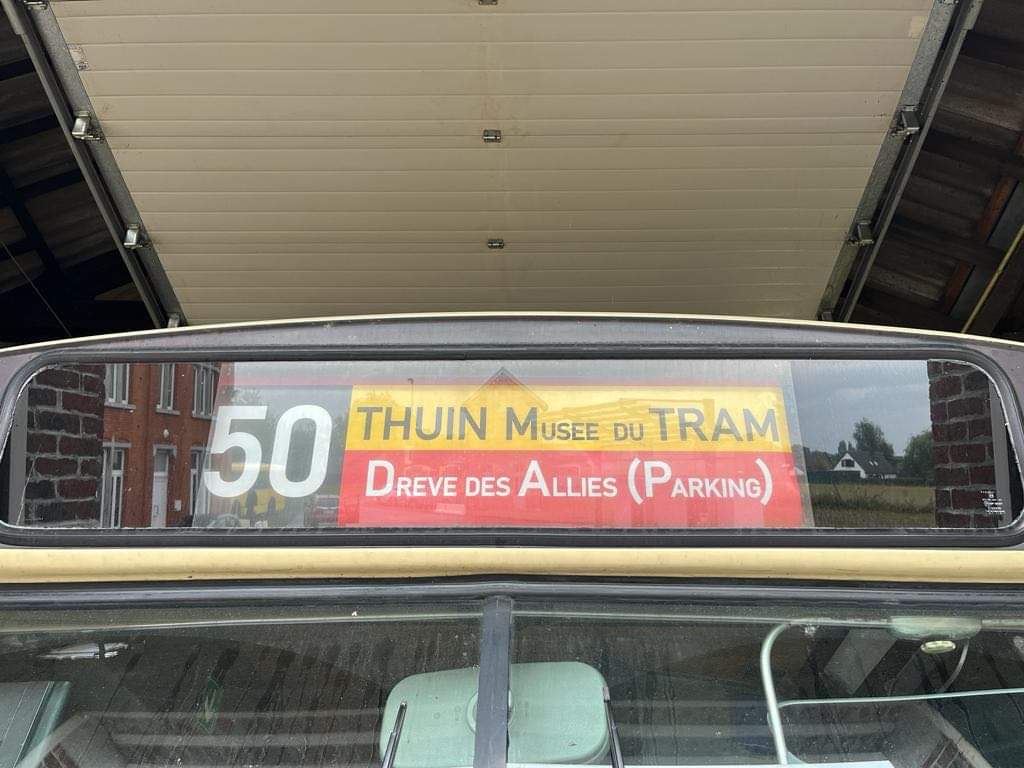 50
THUIN MUSEE DU TRAM
DREVE DES ALLIES (PARKING)